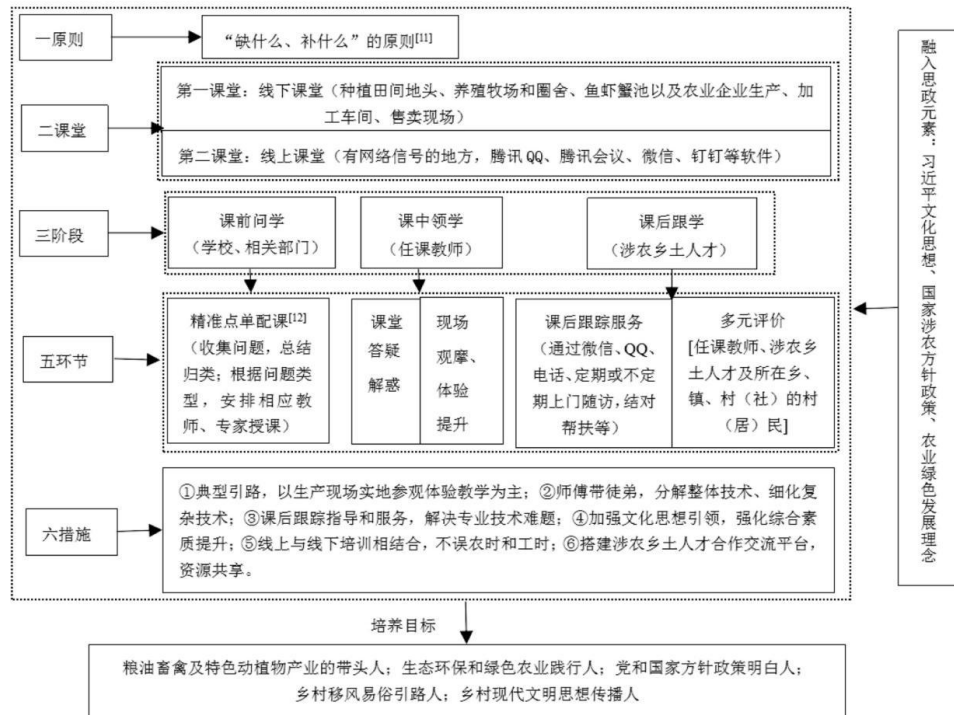 一原则
“缺什么、补什么”的原则[11]
二课堂
第一课堂：线下课堂（种植田间地头、养殖牧场和圈舍、鱼虾蟹池以及农业企业生产、加
工车间、售卖现场）
第二课堂：线上课堂（有网络信号的地方，腾讯 QQ、腾讯会议、微信、钉钉等软件）
三阶段
课前问学
（学校、相关部门）
课中领学
（任课教师）
课后跟学
（涉农乡土人才）
五环节
精准点单配课[12]
（收集问题，总结
归类；根据问题类
型，安排相应教
师、专家授课）
课堂
答疑
解惑
现场
观摩、
体验
提升
课后跟踪服务
（通过微信、QQ、
电话、定期或不定
期上门随访，结对
帮扶等）
多元评价
[任课教师、涉农乡
土人才及所在乡、
镇、村（社）的村
（居）民]
六措施
①典型引路，以生产现场实地参观体验教学为主；②师傅带徒弟，分解整体技术、细化复
杂技术；③课后跟踪指导和服务，解决专业技术难题；④加强文化思想引领，强化综合素
质提升；⑤线上与线下培训相结合，不误农时和工时；⑥搭建涉农乡土人才合作交流平台，
资源共享。
融入思政元素：习近平文化思想、国家涉农方针政策、农业绿色发展理念
培养目标
粮油畜禽及特色动植物产业的带头人；生态环保和绿色农业践行人；党和国家方针政策明白人；
乡村移风易俗引路人；乡村现代文明思想传播人